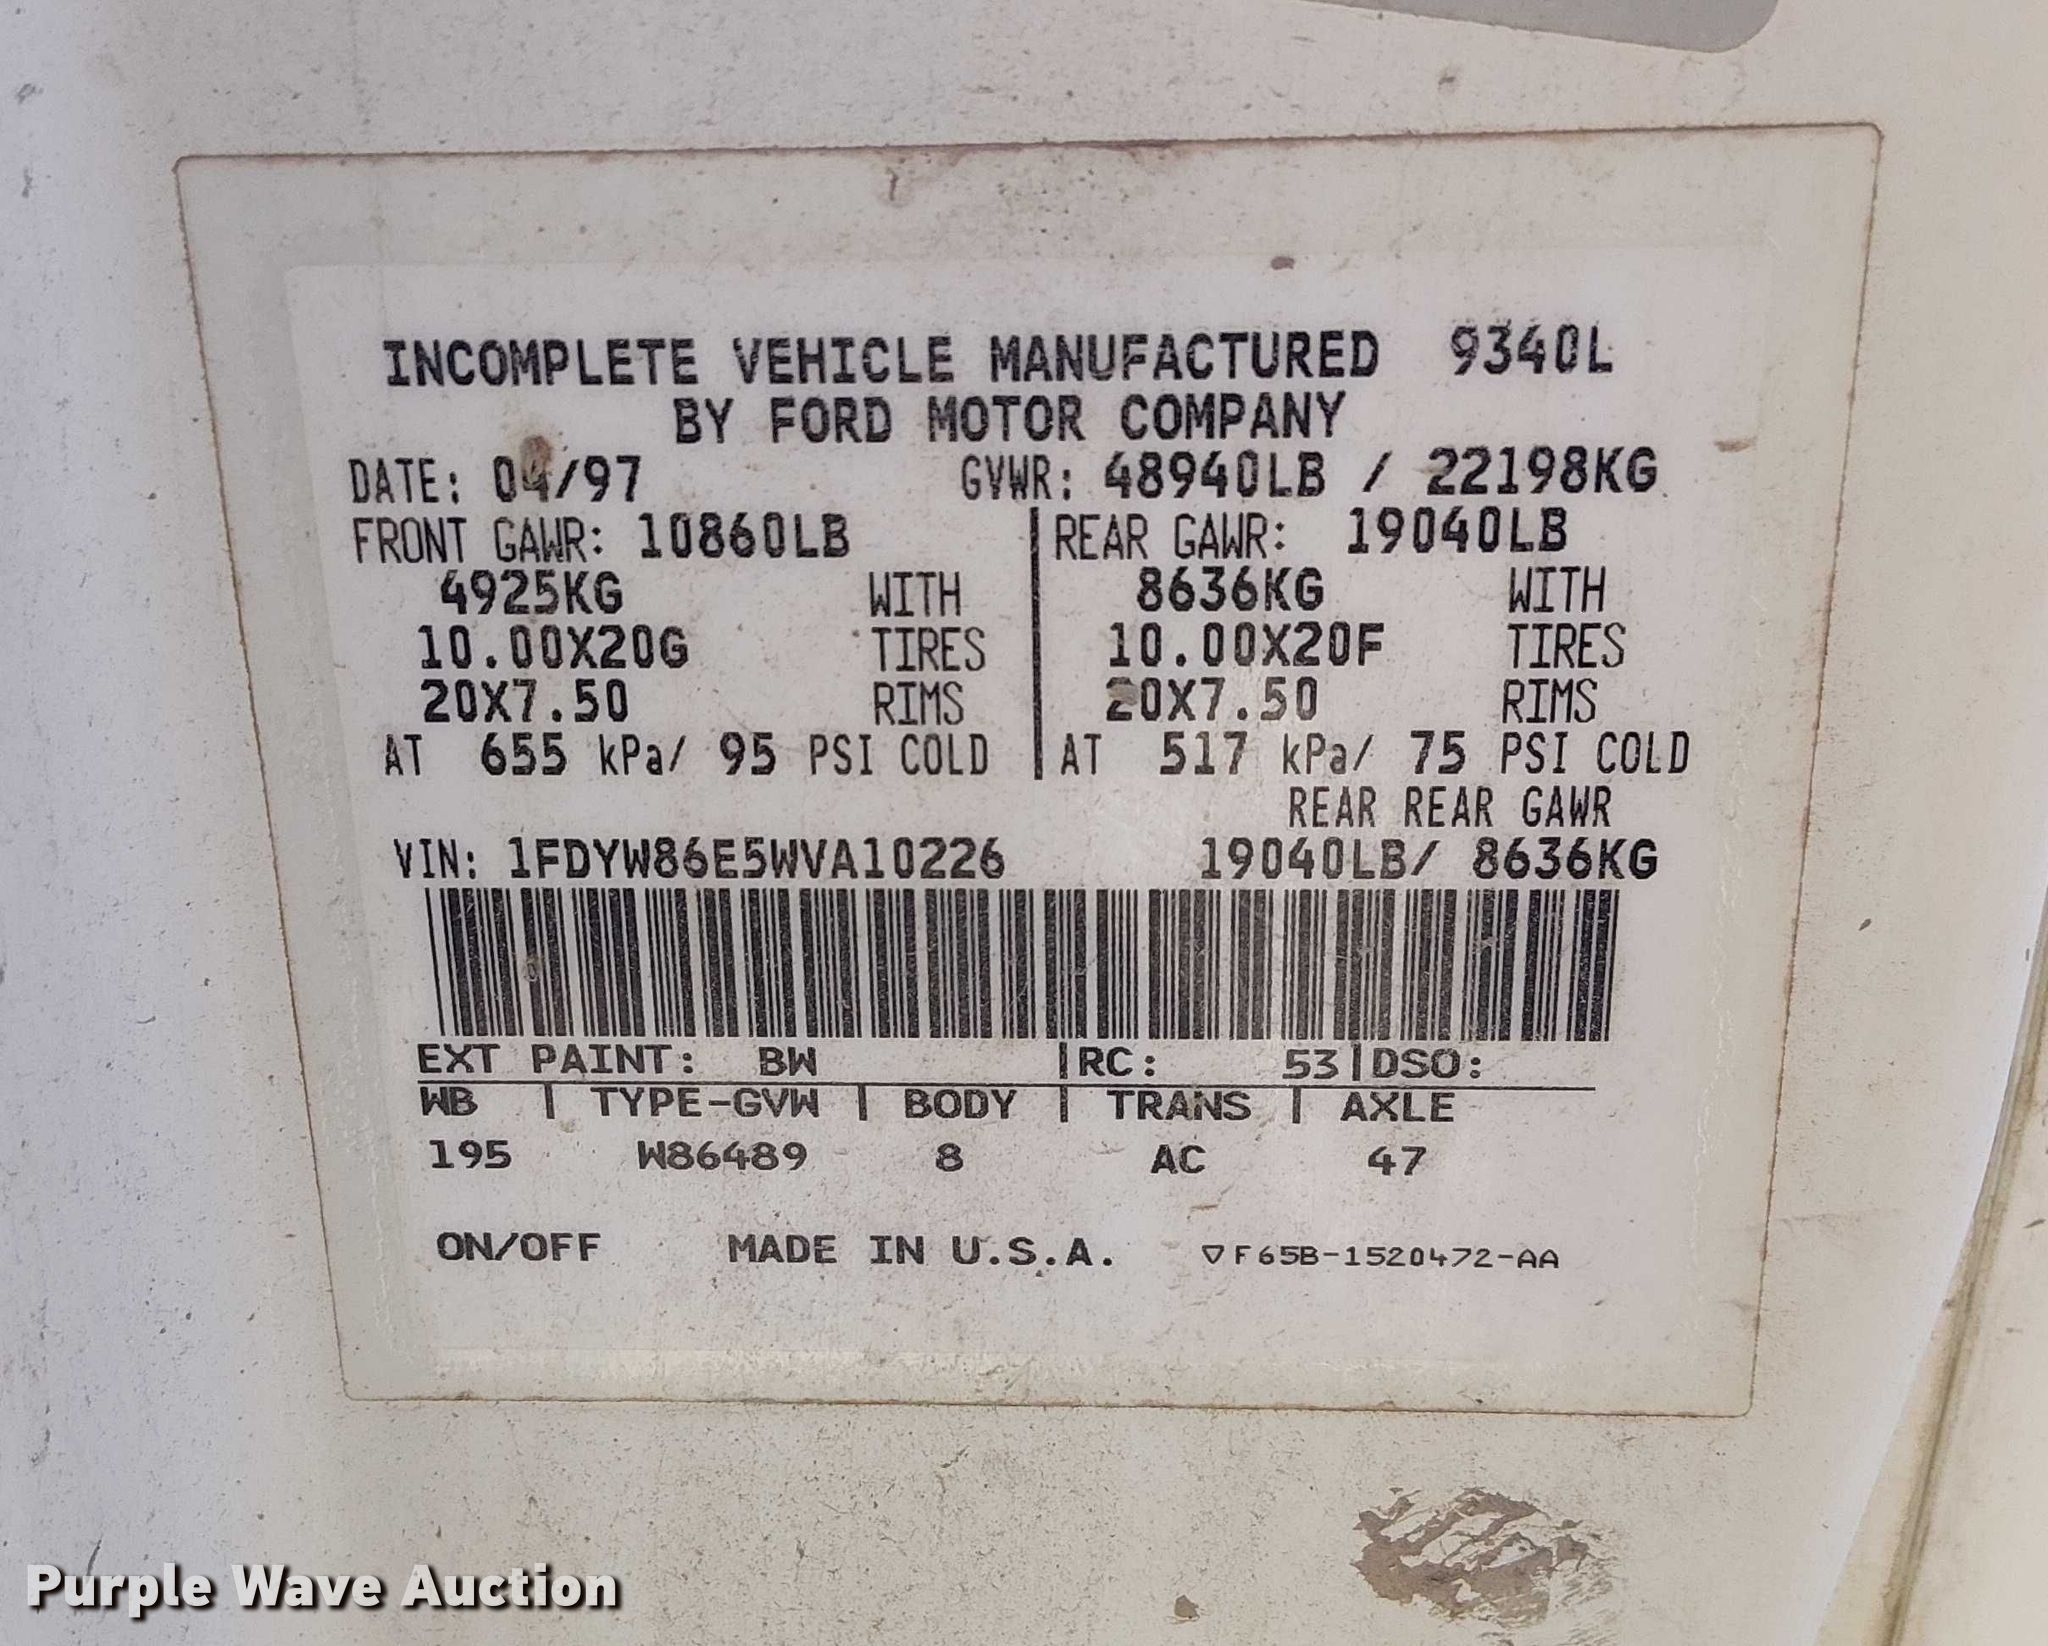 INCOMPLETE VEHICLE MANUFACTURED 9340L
BY FORD MOTOR COMPANY
DATE: 04/97 GVWR: 48940LB / 22198KG
FRONT GAWR: 10860LB | REAR GAWR: 19040LB
4925KG WITH | 8636KG WITH
10.00X20G TIRES | 10.00X20F TIRES
20X7.50 RIMS | 20X7.50 RIMS
AT 655 kPa/ 95 PSI COLD | AT 517 kPa/ 75 PSI COLD
REAR REAR GAWR
VIN: 1FDYW86E5WVA10226 19040LB/ 8636KG
EXT PAINT: BW |RC: 53|DSO:
WB | TYPE-GVW | BODY | TRANS | AXLE
195 W86489 8 AC 47
ON/OFF MADE IN U.S.A. ▽F65B-1520472-AA
Purple Wave Auction